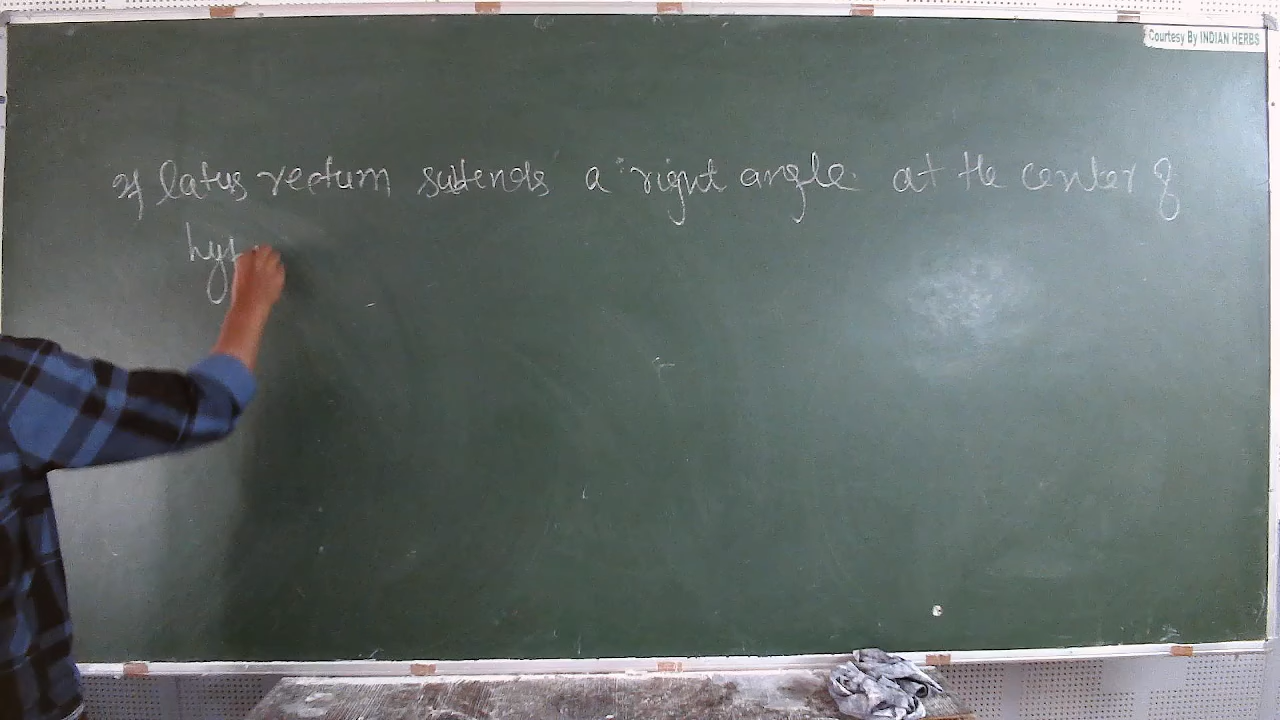 Courtesy By INDIAN HERBS
If latus rectum subtends a right angle at the center of
hyp